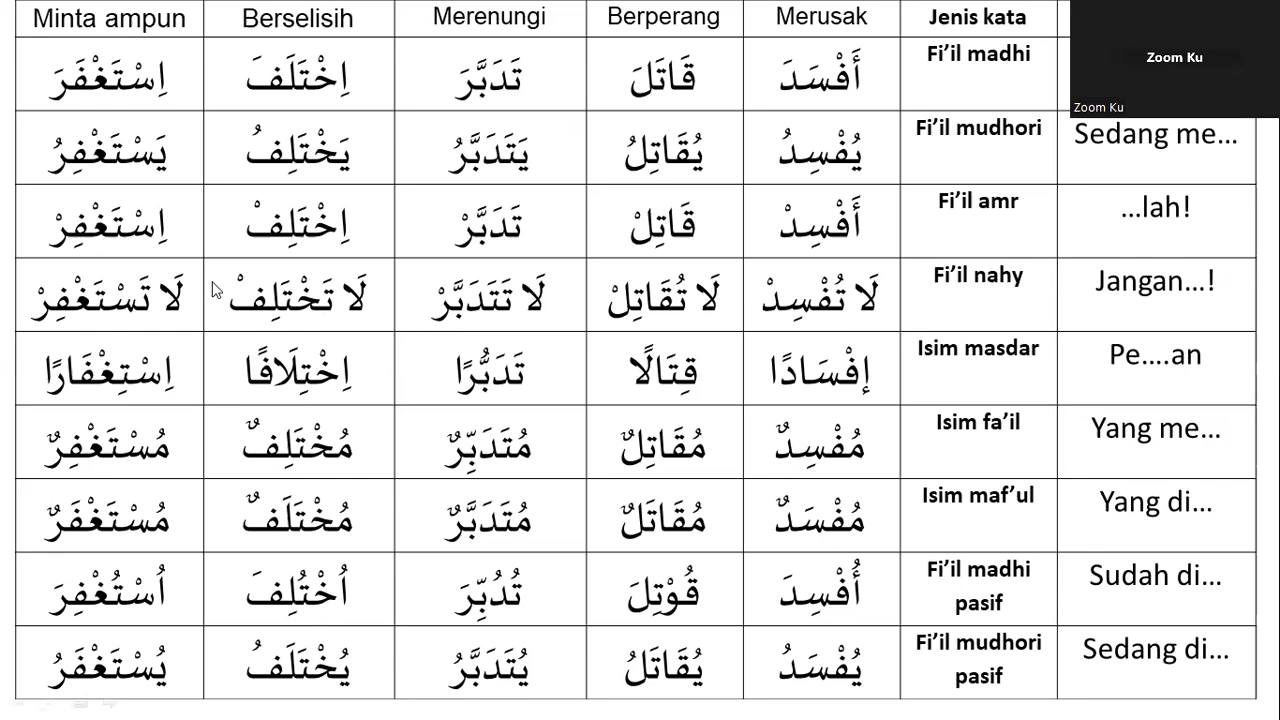 Minta ampun Berselisih Merenungi Berperang Merusak Jenis kata
Zoom Ku
Zoom Ku
اِسْتَغْفَرَ اِخْتَلَفَ تَدَبَّرَ قَاتَلَ أَفْسَدَ Fi’il madhi
يَسْتَغْفِرُ يَخْتَلِفُ يَتَدَبَّرُ يُقَاتِلُ يُفْسِدُ Fi’il mudhori Sedang me…
اِسْتَغْفِرْ اِخْتَلِفْ تَدَبَّرْ قَاتِلْ أَفْسِدْ Fi’il amr …lah!
لَا تَسْتَغْفِرْ لَا تَخْتَلِفْ لَا تَتَدَبَّرْ لَا تُقَاتِلْ لَا تُفْسِدْ Fi’il nahy Jangan…!
اِسْتِغْفَارًا اِخْتِلَافًا تَدَبُّرًا قِتَالًا إفْسَادًا Isim masdar Pe….an
مُسْتَغْفِرٌ مُخْتَلِفٌ مُتَدَبِّرٌ مُقَاتِلٌ مُفْسِدٌ Isim fa’il Yang me…
مُسْتَغْفَرٌ مُخْتَلَفٌ مُتَدَبَّرٌ مُقَاتَلٌ مُفْسَدٌ Isim maf’ul Yang di…
اُسْتُغْفِرَ اُخْتُلِفَ تُدُبِّرَ قُوْتِلَ أُفْسِدَ Fi’il madhi Sudah di…
pasif
يُسْتَغْفَرُ يُخْتَلَفُ يُتَدَبَّرُ يُقَاتَلُ يُفْسَدُ Fi’il mudhori Sedang di…
pasif